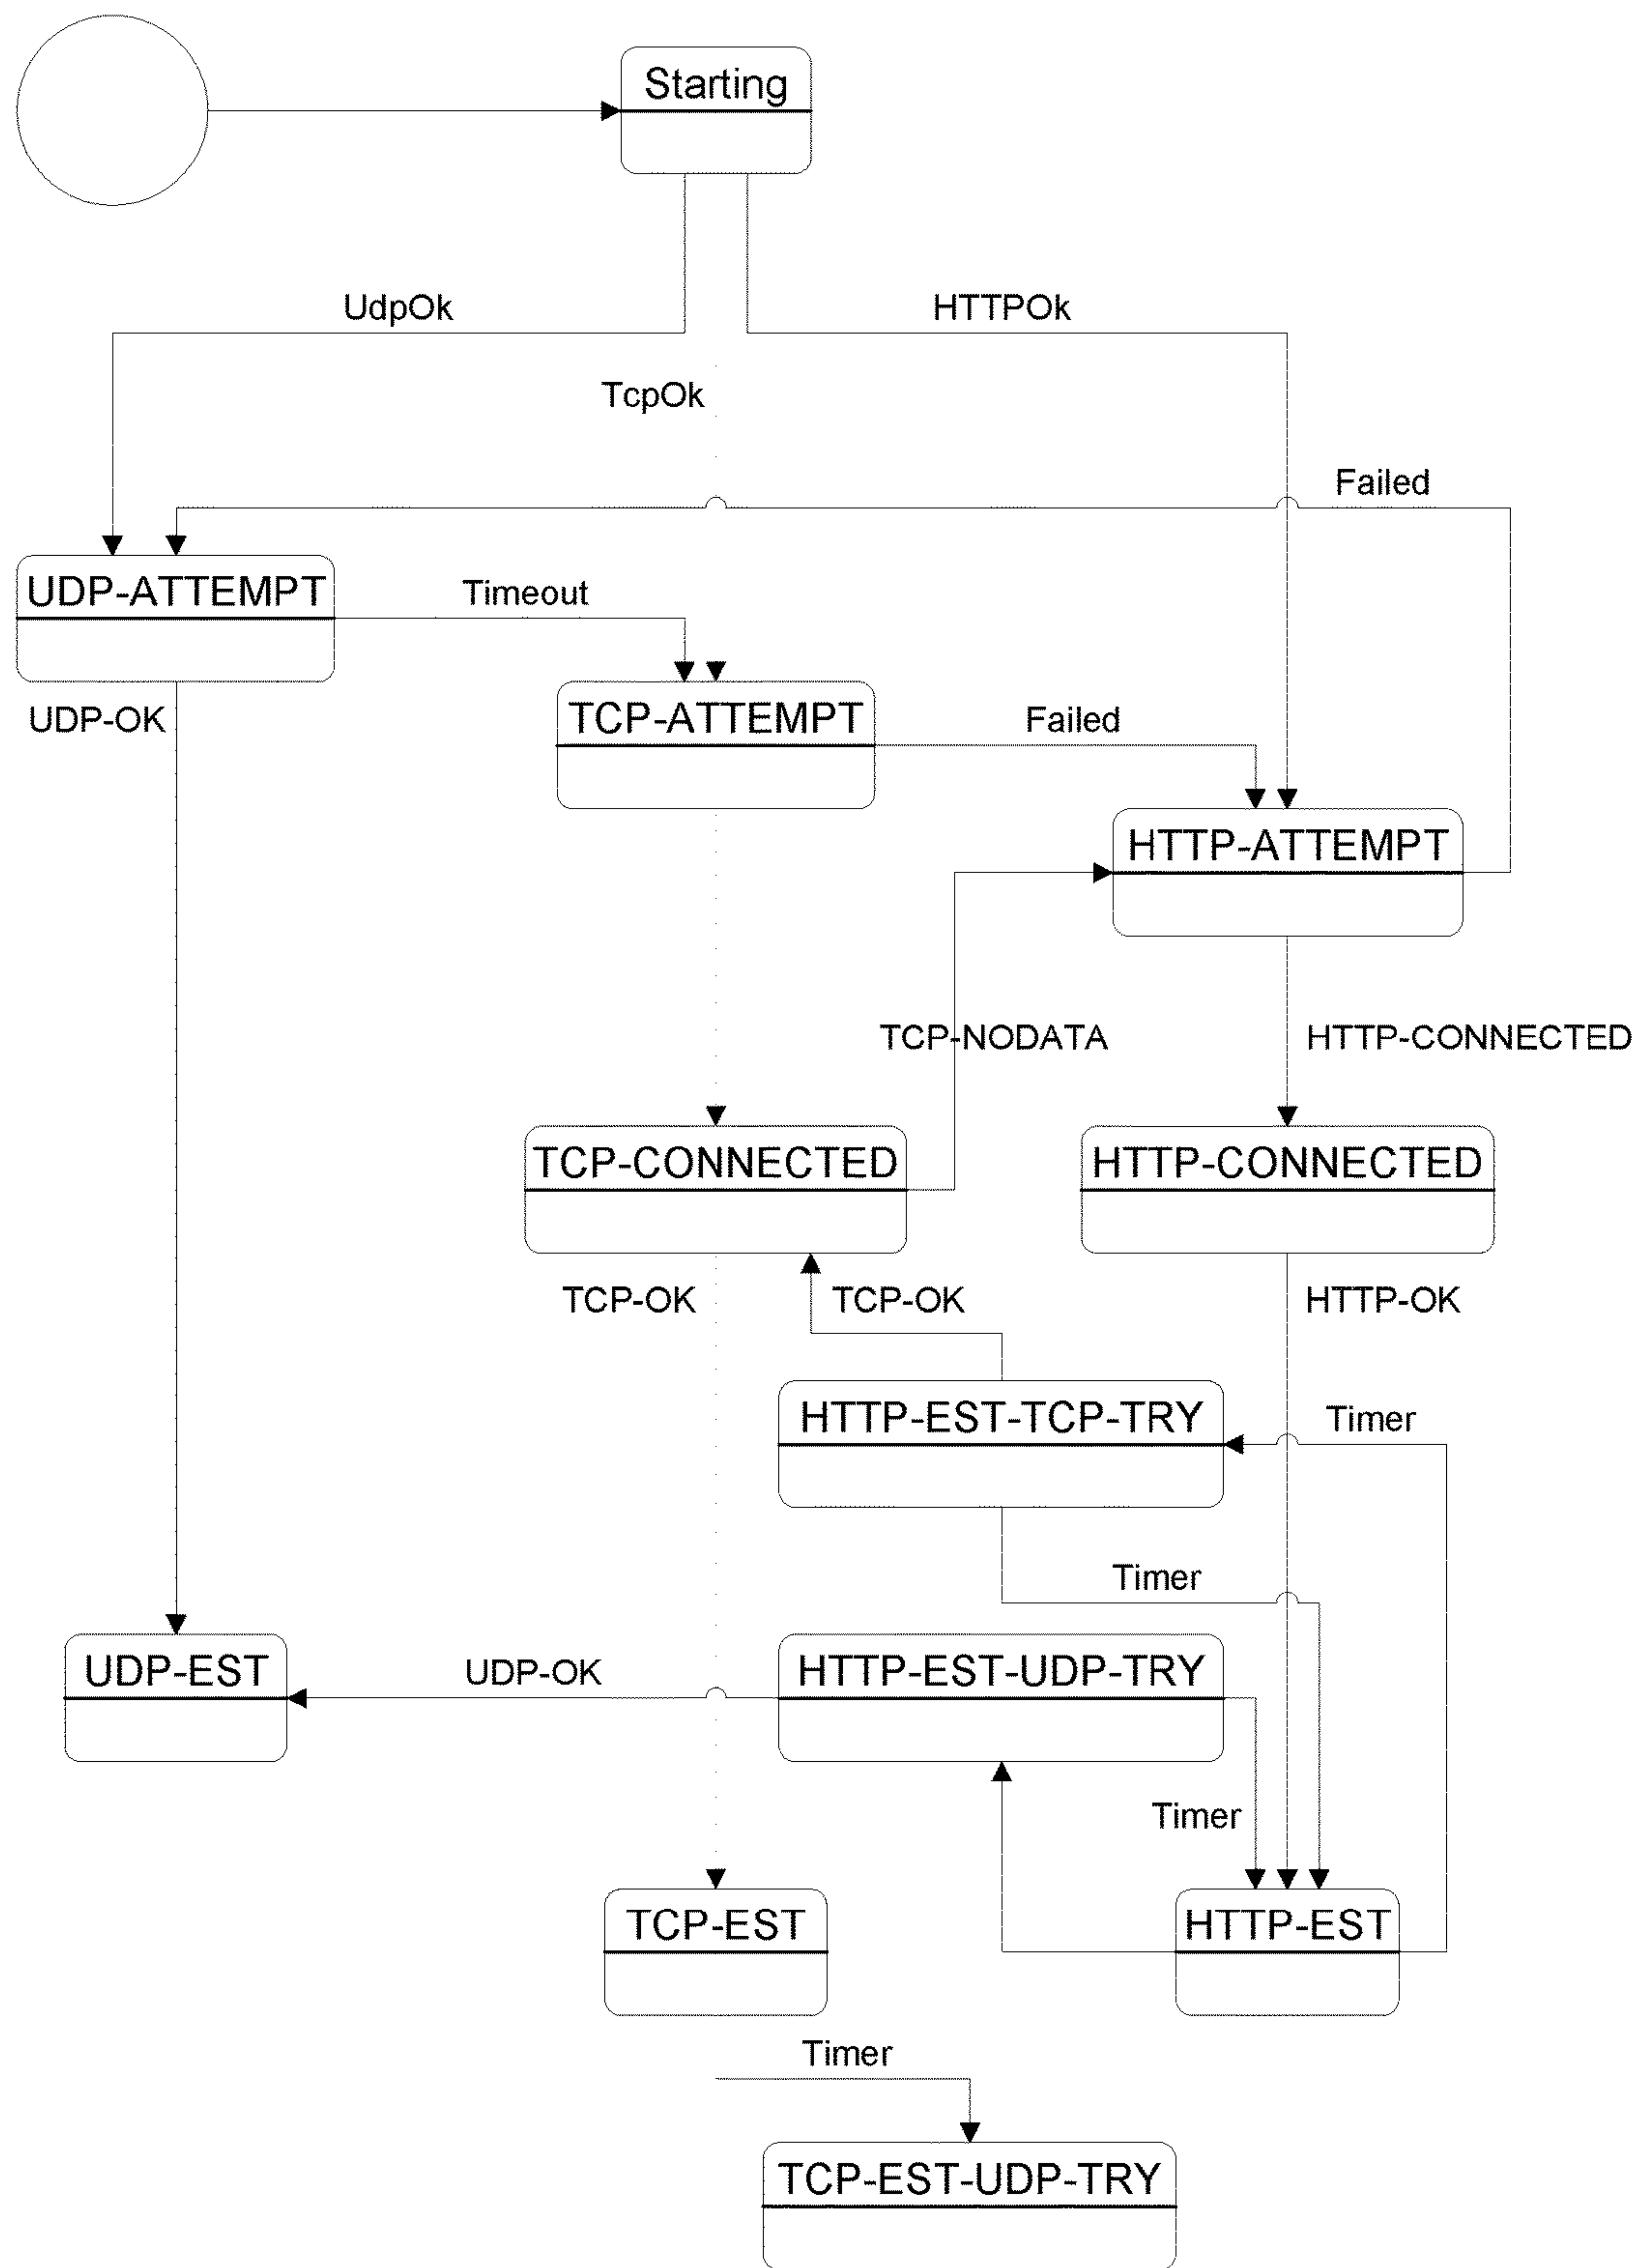 Starting
UdpOk
HTTPOk
TcpOk
Failed
UDP-ATTEMPT
Timeout
UDP-OK
TCP-ATTEMPT
Failed
HTTP-ATTEMPT
TCP-NODATA
HTTP-CONNECTED
TCP-CONNECTED
HTTP-CONNECTED
TCP-OK
TCP-OK
HTTP-OK
HTTP-EST-TCP-TRY
Timer
Timer
UDP-EST
UDP-OK
HTTP-EST-UDP-TRY
Timer
TCP-EST
HTTP-EST
Timer
TCP-EST-UDP-TRY